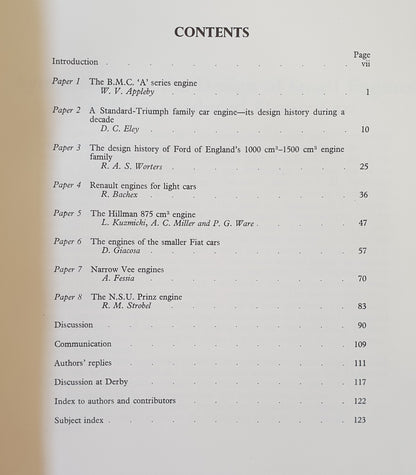 CONTENTS
Page
Introduction . . . . . . . . . vii
Paper 1 The B.M.C. 'A' series engine
W. V. Appleby . . . . . . . 1
Paper 2 A Standard-Triumph family car engine—its design history during a
decade
D. C. Eley . . . . . . . 10
Paper 3 The design history of Ford of England's 1000 cm³–1500 cm³ engine
family
R. A. S. Worters . . . . . . . 25
Paper 4 Renault engines for light cars
R. Bachex . . . . . . . 36
Paper 5 The Hillman 875 cm³ engine
L. Kuzmicki, A. C. Miller and P. G. Ware . . . . 47
Paper 6 The engines of the smaller Fiat cars
D. Giacosa . . . . . . . 57
Paper 7 Narrow Vee engines
A. Fessia . . . . . . . 70
Paper 8 The N.S.U. Prinz engine
R. M. Strobel . . . . . . . 83
Discussion . . . . . . . . . 90
Communication . . . . . . . . 109
Authors' replies . . . . . . . . 111
Discussion at Derby . . . . . . . . 117
Index to authors and contributors . . . . . . 122
Subject index . . . . . . . . . 123